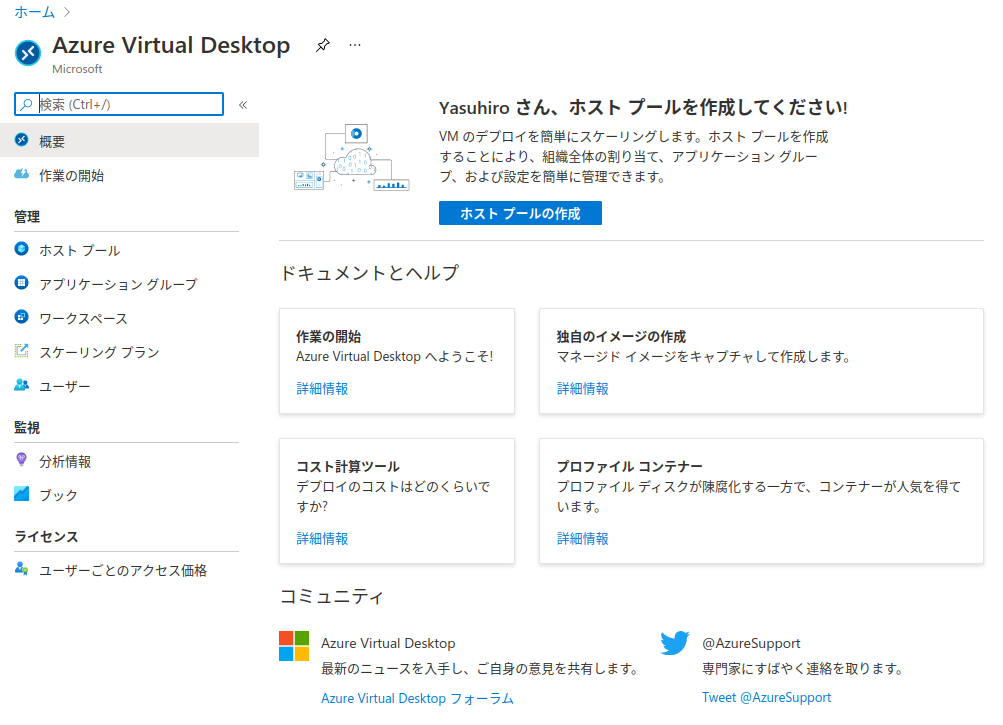 ホーム >
Azure Virtual Desktop ...
Microsoft
検索 (Ctrl+/) «
概要
作業の開始
管理
ホスト プール
アプリケーション グループ
ワークスペース
スケーリング プラン
ユーザー
監視
分析情報
ブック
ライセンス
ユーザーごとのアクセス価格
Yasuhiro さん、ホスト プールを作成してください!
VM のデプロイを簡単にスケーリングします。ホスト プールを作成
することにより、組織全体の割り当て、アプリケーション グルー
プ、および設定を簡単に管理できます。
ホスト プールの作成
ドキュメントとヘルプ
作業の開始
Azure Virtual Desktop へようこそ!
詳細情報
独自のイメージの作成
マネージド イメージをキャプチャして作成します。
詳細情報
コスト計算ツール
デプロイのコストはどのくらいで
すか?
詳細情報
プロファイル コンテナー
プロファイル ディスクが陳腐化する一方で、コンテナーが人気を得て
います。
詳細情報
コミュニティ
Azure Virtual Desktop
最新のニュースを入手し、ご自身の意見を共有します。
Azure Virtual Desktop フォーラム
@AzureSupport
専門家にすばやく連絡を取ります。
Tweet @AzureSupport